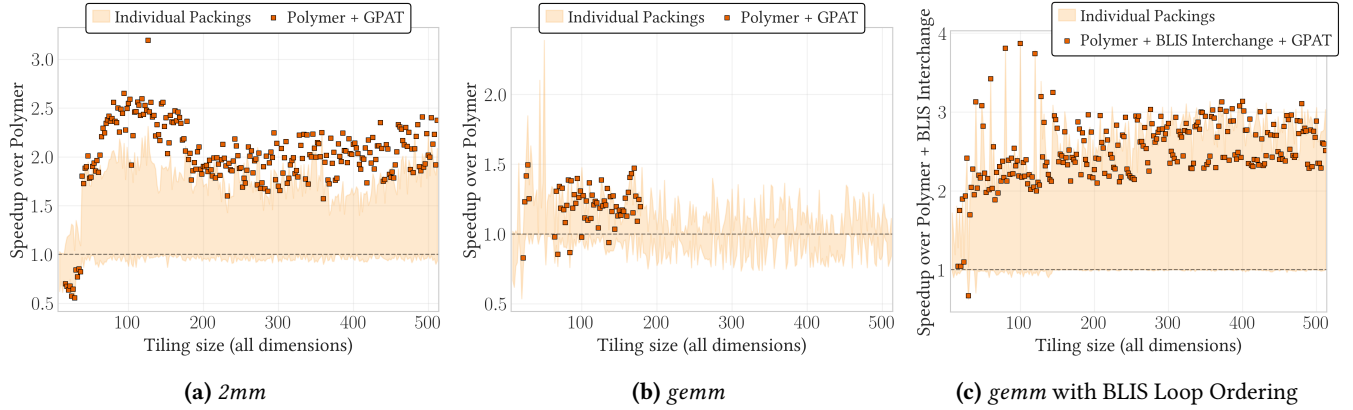 Individual Packings
Polymer + GPAT
Speedup over Polymer
3.0
2.5
2.0
1.5
1.0
0.5
100
200
300
400
500
Tiling size (all dimensions)
(a) 2mm
Individual Packings
Polymer + GPAT
Speedup over Polymer
2.0
1.5
1.0
0.5
100
200
300
400
500
Tiling size (all dimensions)
(b) gemm
Individual Packings
Polymer + BLIS Interchange + GPAT
Speedup over Polymer + BLIS Interchange
4
3
2
1
100
200
300
400
500
Tiling size (all dimensions)
(c) gemm with BLIS Loop Ordering